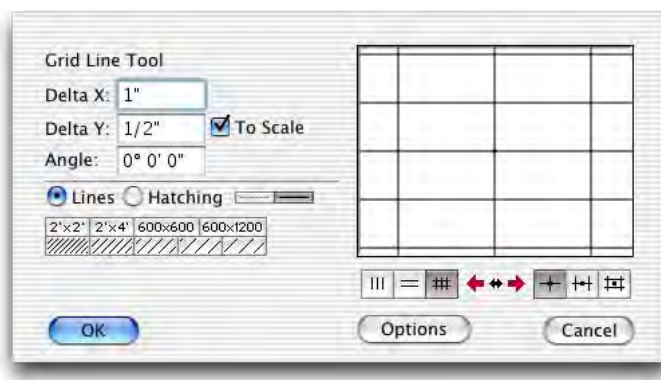 Grid Line Tool
Delta X: 1"
Delta Y: 1/2" To Scale
Angle: 0° 0' 0"
Lines Hatching
2'x2' 2'x4' 600x600 600x1200
OK Options Cancel